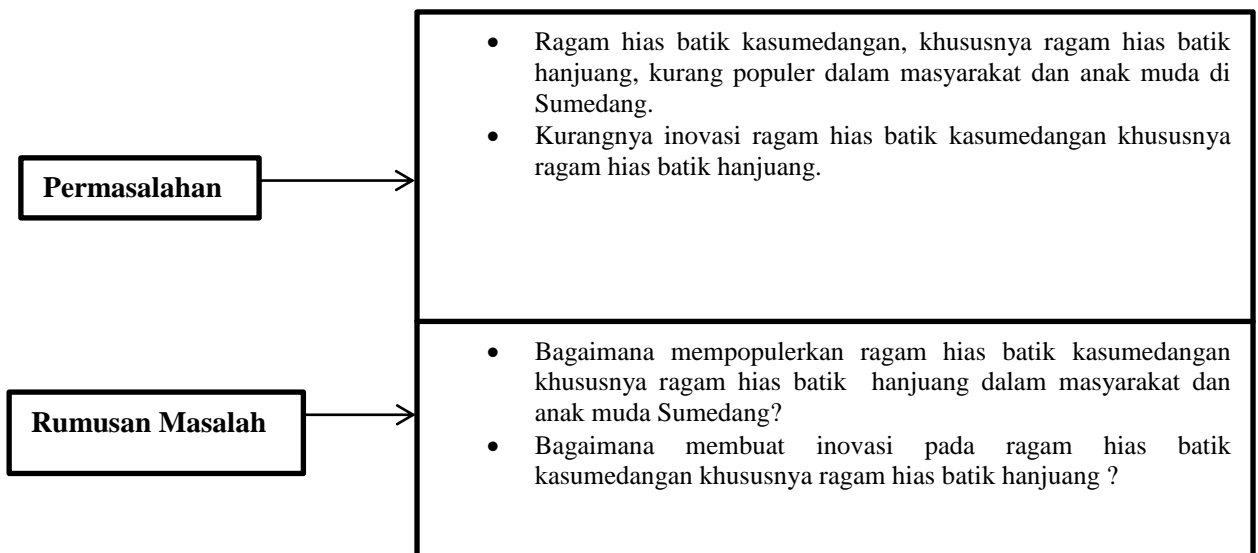 • Ragam hias batik kasumedangan, khususnya ragam hias batik
hanjuang, kurang populer dalam masyarakat dan anak muda di
Sumedang.
• Kurangnya inovasi ragam hias batik kasumedangan khususnya
ragam hias batik hanjuang.
Permasalahan
• Bagaimana mempopulerkan ragam hias batik kasumedangan
khususnya ragam hias batik hanjuang dalam masyarakat dan
anak muda Sumedang?
Rumusan Masalah
• Bagaimana membuat inovasi pada ragam hias batik
kasumedangan khususnya ragam hias batik hanjuang ?